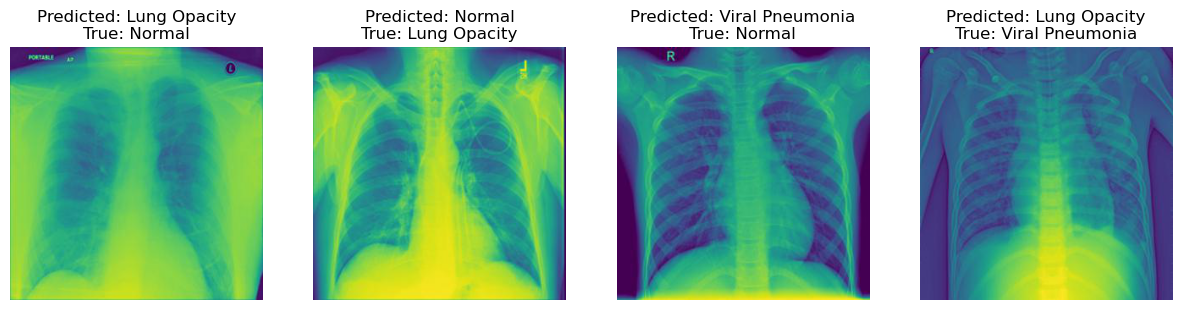 Predicted: Lung Opacity
True: Normal
Predicted: Normal
True: Lung Opacity
Predicted: Viral Pneumonia
True: Normal
Predicted: Lung Opacity
True: Viral Pneumonia
PORTABLE AP
L
R